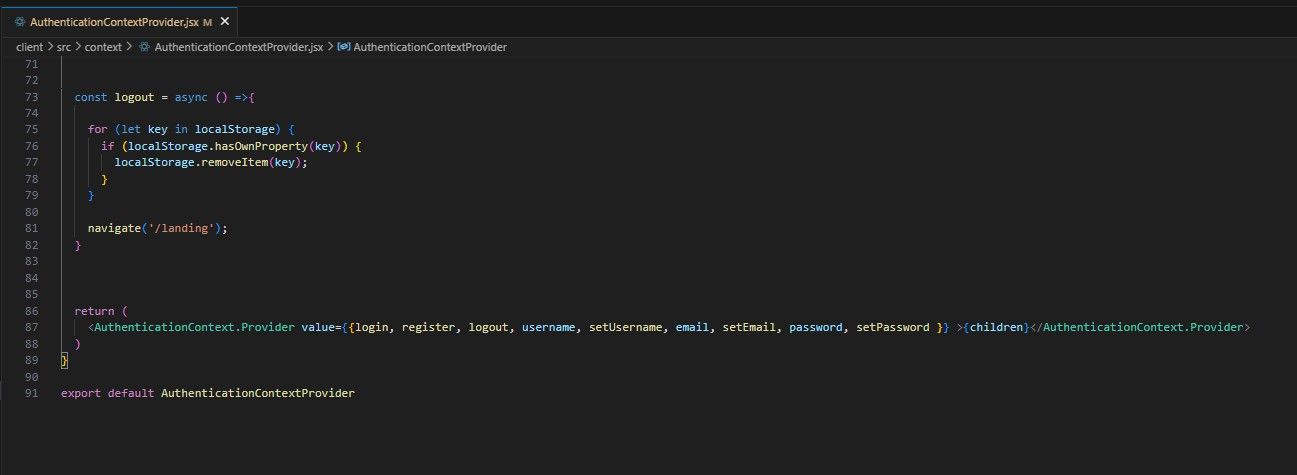 AuthenticationContextProvider.jsx M ×
client > src > context > AuthenticationContextProvider.jsx > AuthenticationContextProvider
71
72
73 const logout = async () =>{
74
75 for (let key in localStorage) {
76 if (localStorage.hasOwnProperty(key)) {
77 localStorage.removeItem(key);
78 }
79 }
80
81 navigate('/landing');
82 }
83
84
85
86 return (
87 <AuthenticationContext.Provider value={{login, register, logout, username, setUsername, email, setEmail, password, setPassword }} >{children}</AuthenticationContext.Provider>
88 )
89 }
90
91 export default AuthenticationContextProvider